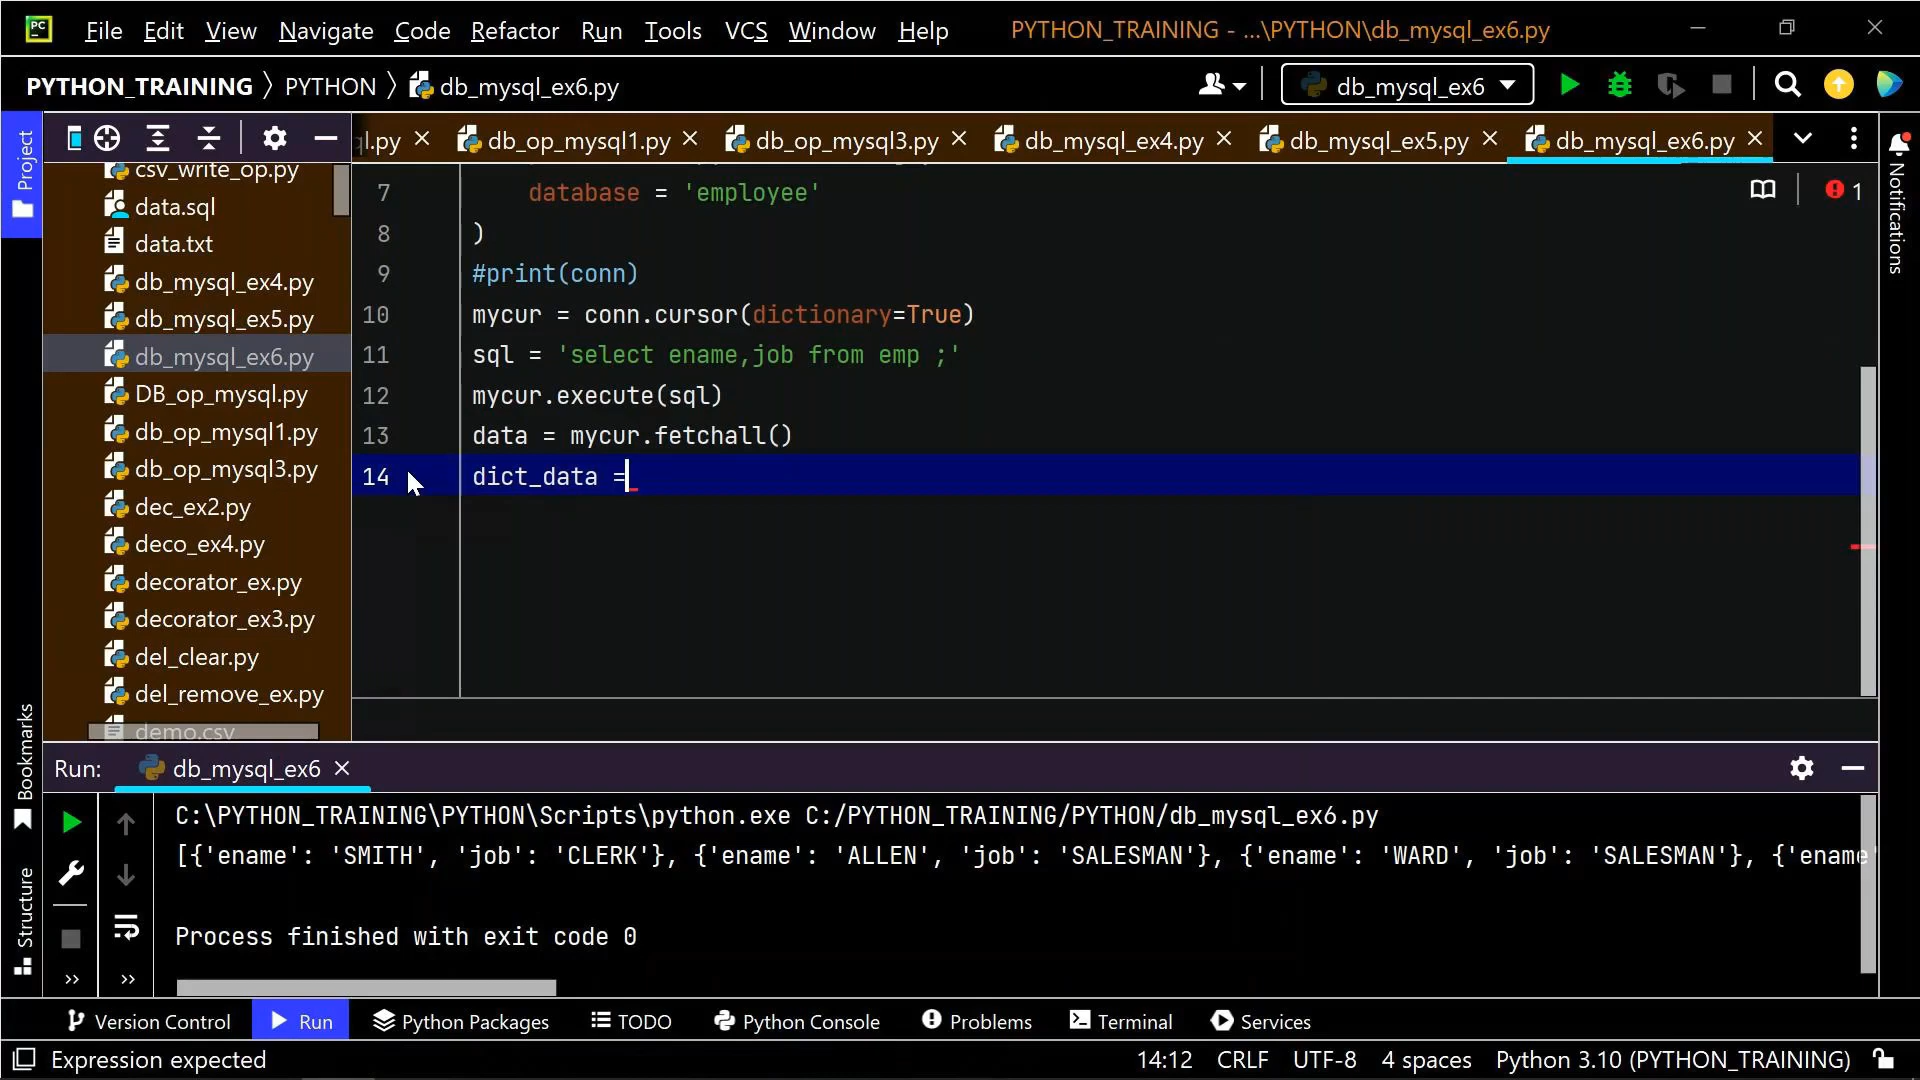 PC
File Edit View Navigate Code Refactor Run Tools VCS Window Help PYTHON_TRAINING - ...\PYTHON\db_mysql_ex6.py
PYTHON_TRAINING PYTHON db_mysql_ex6.py db_mysql_ex6
Project
ql.py db_op_mysql1.py db_op_mysql3.py db_mysql_ex4.py db_mysql_ex5.py db_mysql_ex6.py
Notifications
csv_write_op.py
data.sql
data.txt
db_mysql_ex4.py
db_mysql_ex5.py
db_mysql_ex6.py
DB_op_mysql.py
db_op_mysql1.py
db_op_mysql3.py
dec_ex2.py
deco_ex4.py
decorator_ex.py
decorator_ex3.py
del_clear.py
del_remove_ex.py
demo.csv
7 database = 'employee'
8 )
9 #print(conn)
10 mycur = conn.cursor(dictionary=True)
11 sql = 'select ename,job from emp ;'
12 mycur.execute(sql)
13 data = mycur.fetchall()
14 dict_data =
1
Bookmarks
Structure
Run: db_mysql_ex6
C:\PYTHON_TRAINING\PYTHON\Scripts\python.exe C:/PYTHON_TRAINING/PYTHON/db_mysql_ex6.py
[{'ename': 'SMITH', 'job': 'CLERK'}, {'ename': 'ALLEN', 'job': 'SALESMAN'}, {'ename': 'WARD', 'job': 'SALESMAN'}, {'ename'
Process finished with exit code 0
Version Control Run Python Packages TODO Python Console Problems Terminal Services
Expression expected 14:12 CRLF UTF-8 4 spaces Python 3.10 (PYTHON_TRAINING)